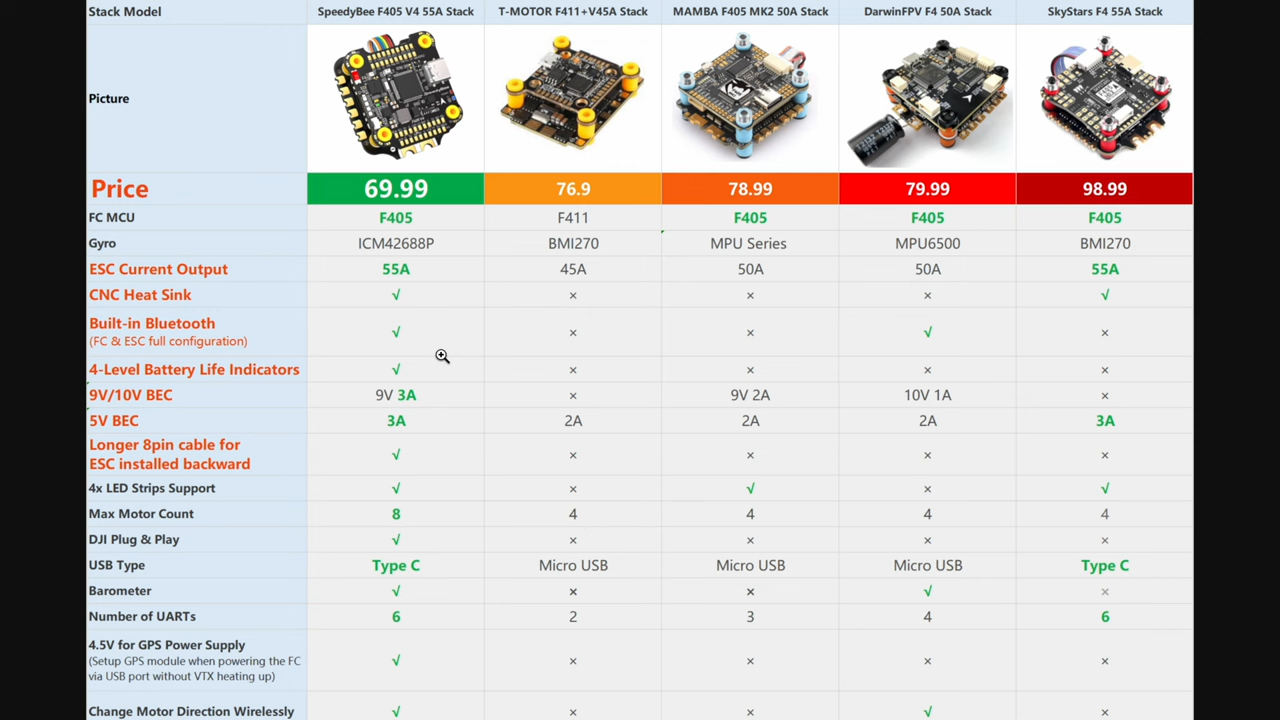 Stack Model SpeedyBee F405 V4 55A Stack T-MOTOR F411+V45A Stack MAMBA F405 MK2 50A Stack DarwinFPV F4 50A Stack SkyStars F4 55A Stack
Picture
Price 69.99 76.9 78.99 79.99 98.99
FC MCU F405 F411 F405 F405 F405
Gyro ICM42688P BMI270 MPU Series MPU6500 BMI270
ESC Current Output 55A 45A 50A 50A 55A
CNC Heat Sink √ × × × √
Built-in Bluetooth
(FC & ESC full configuration) √ × × √ ×
4-Level Battery Life Indicators √ × × × ×
9V/10V BEC 9V 3A × 9V 2A 10V 1A ×
5V BEC 3A 2A 2A 2A 3A
Longer 8pin cable for
ESC installed backward √ × × × ×
4x LED Strips Support √ × √ × √
Max Motor Count 8 4 4 4 4
DJI Plug & Play √ × × × ×
USB Type Type C Micro USB Micro USB Micro USB Type C
Barometer √ × × √ ×
Number of UARTs 6 2 3 4 6
4.5V for GPS Power Supply
(Setup GPS module when powering the FC
via USB port without VTX heating up) √ × × × ×
Change Motor Direction Wirelessly √ × × √ ×